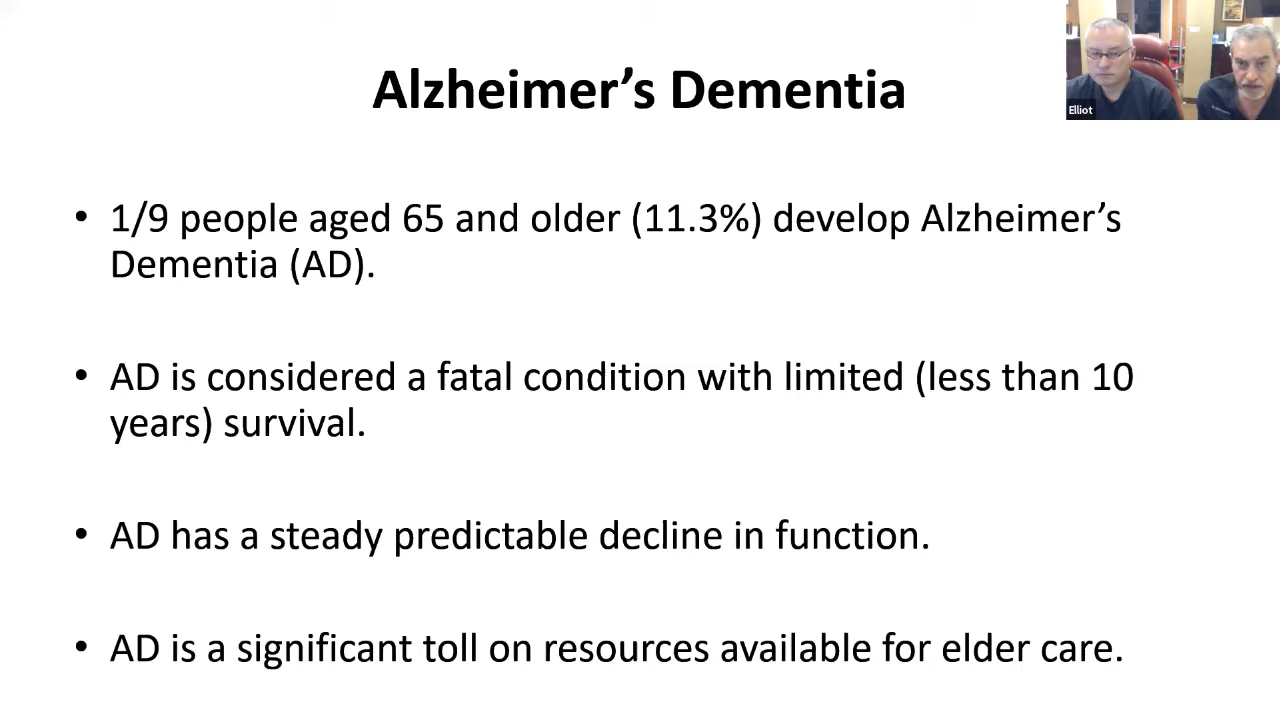 Alzheimer’s Dementia
Elliot
• 1/9 people aged 65 and older (11.3%) develop Alzheimer’s
Dementia (AD).
• AD is considered a fatal condition with limited (less than 10
years) survival.
• AD has a steady predictable decline in function.
• AD is a significant toll on resources available for elder care.